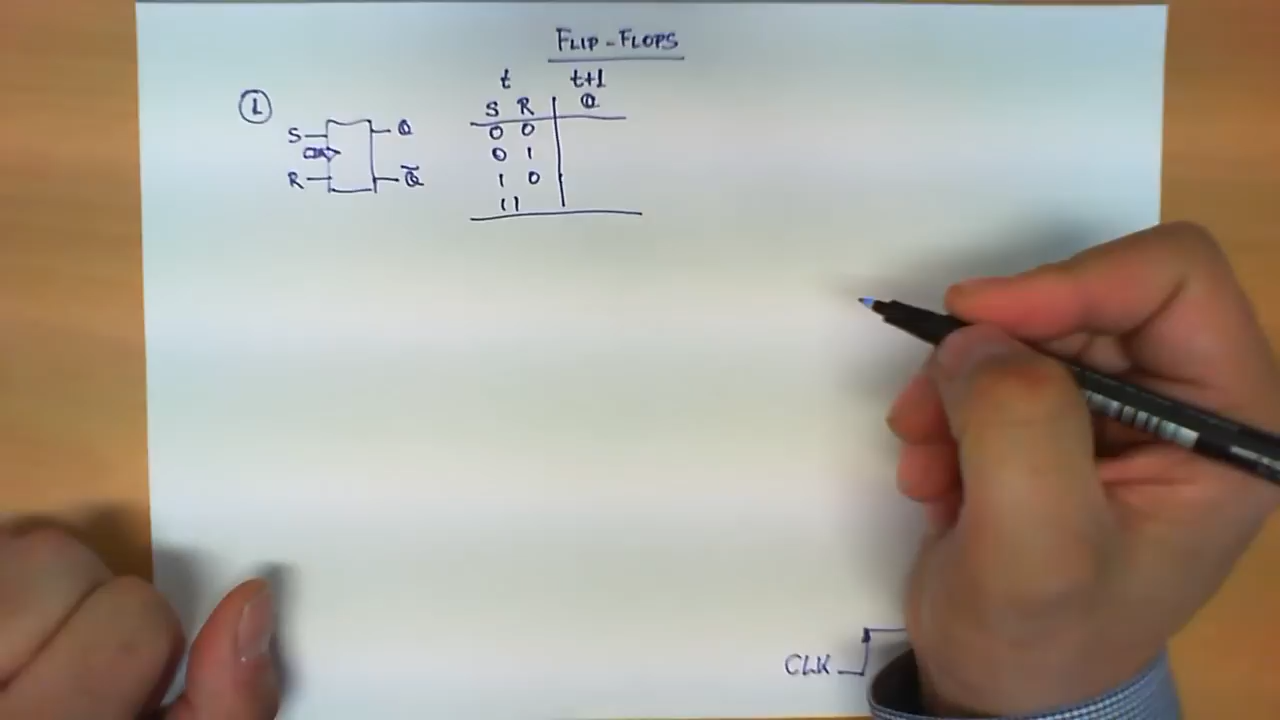 FLIP-FLOPS
t t+1
1
S R Q
S Q
0 0
0 1
R Q̅
1 0
1 1
CLK